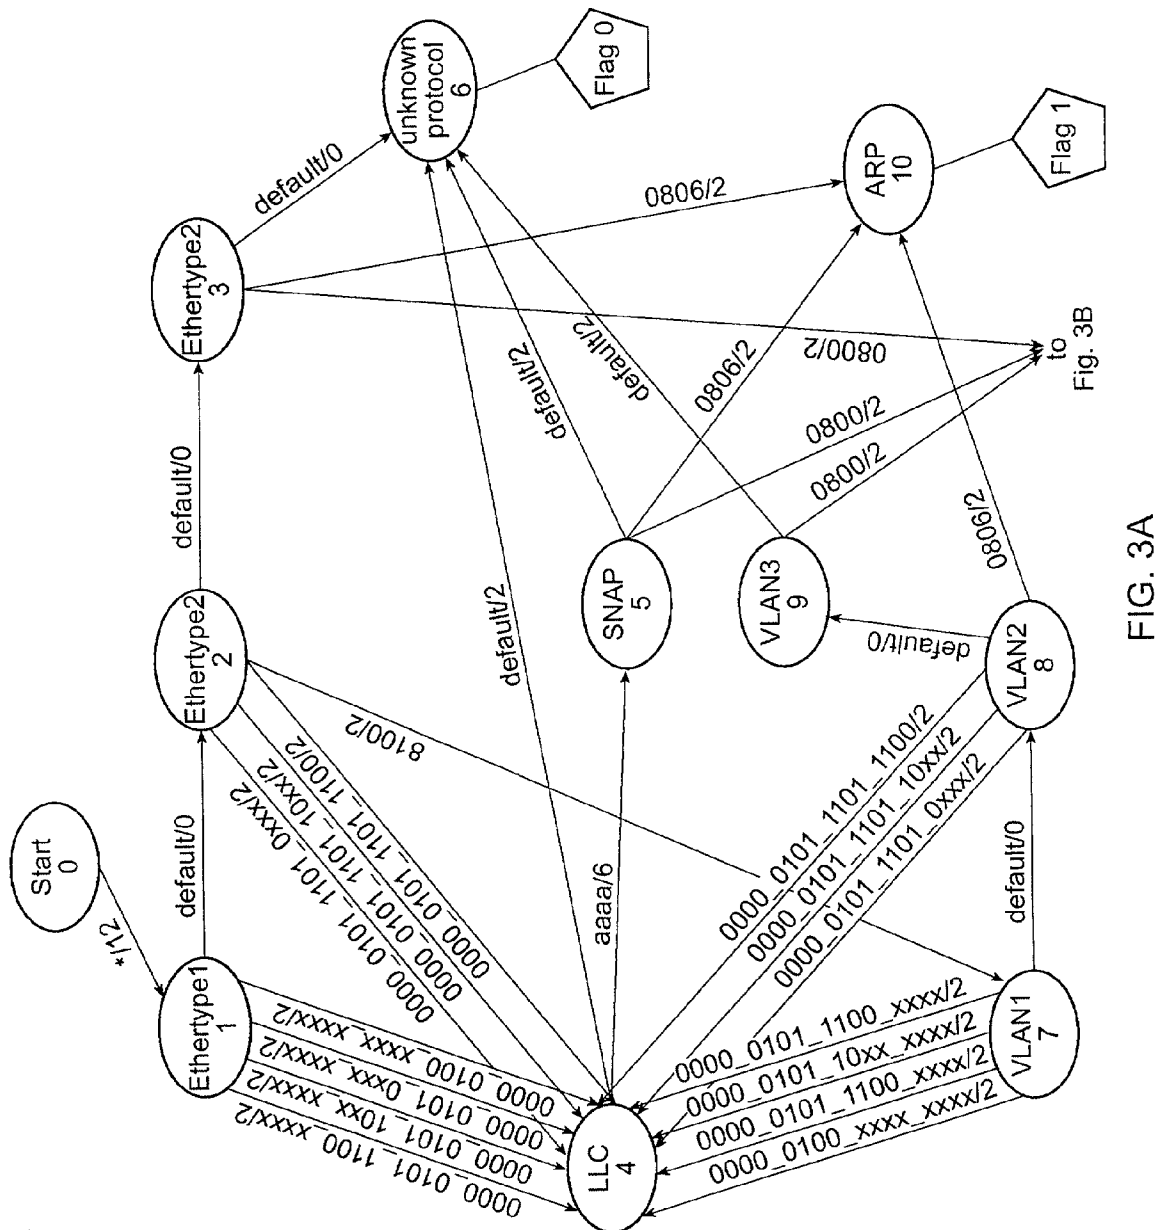 Start
0
*/12
Ethertype1
1
default/0
Ethertype2
2
default/0
Ethertype2
3
default/0
unknown
protocol
6
Flag 0
0000_0101_1100_xxxx/2
0000_0101_10xx_xxxx/2
0000_0101_0xxx_xxxx/2
0000_0100_xxxx_xxxx/2
0000_0101_1101_0xxx/2
0000_0101_1101_10xx/2
0000_0101_1101_1100/2
8100/2
0806/2
0800/2
LLC
4
default/2
aaaa/6
SNAP
5
default/2
0806/2
0800/2
VLAN3
9
default/2
0800/2
ARP
10
Flag 1
to
Fig. 3B
0000_0101_1101_1100/2
0000_0101_1101_10xx/2
0000_0101_1101_0xxx/2
default/0
0806/2
VLAN2
8
default/0
0000_0101_1100_xxxx/2
0000_0101_10xx_xxxx/2
0000_0101_1100_xxxx/2
0000_0100_xxxx_xxxx/2
VLAN1
7
FIG. 3A